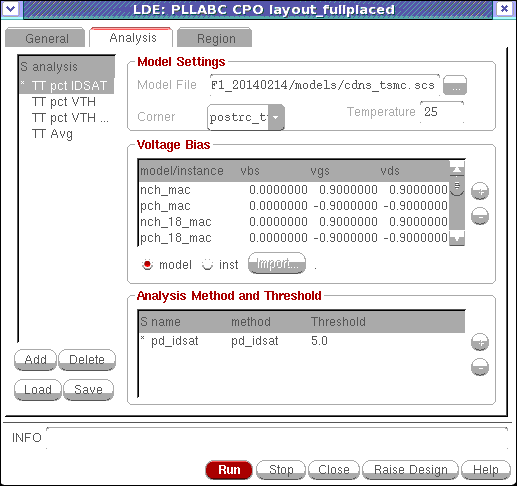 LDE: PLLABC CPO layout_fullplaced
General Analysis Region
S analysis
* TT pct IDSAT
TT pct VTH
TT pct VTH ...
TT Avg
Add Delete
Load Save
Model Settings
Model File F1_20140214/models/cdns_tsmc.scs ...
Corner postrc_t Temperature 25
Voltage Bias
model/instance vbs vgs vds
nch_mac 0.0000000 0.9000000 0.9000000
pch_mac 0.0000000 -0.9000000 -0.9000000
nch_18_mac 0.0000000 0.9000000 0.9000000
pch_18_mac 0.0000000 -0.9000000 -0.9000000
+
-
model inst Import... .
Analysis Method and Threshold
S name method Threshold
* pd_idsat pd_idsat 5.0
+
-
INFO
Run Stop Close Raise Design Help